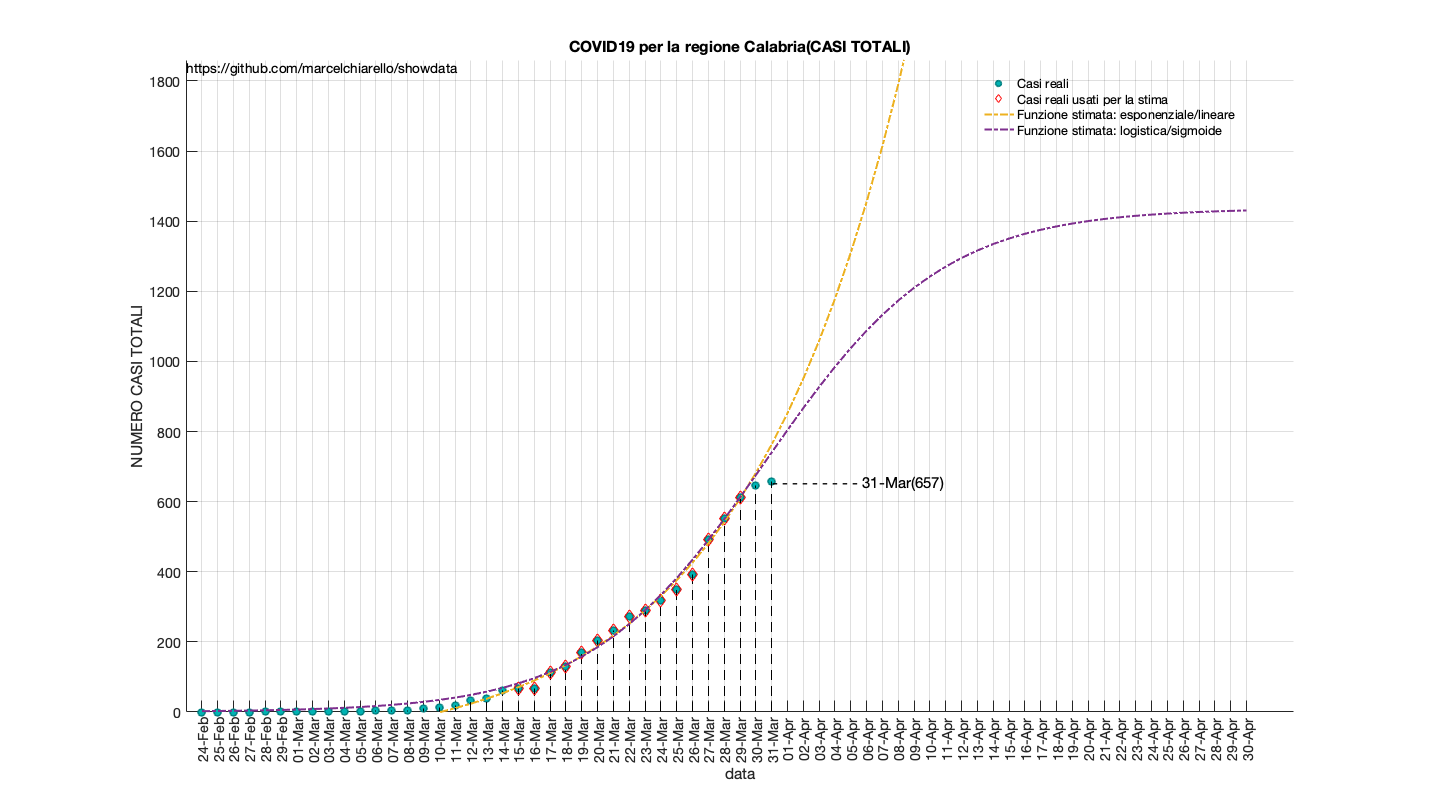 COVID19 per la regione Calabria(CASI TOTALI)
https://github.com/marcelchiarello/showdata
Casi reali
Casi reali usati per la stima
Funzione stimata: esponenziale/lineare
Funzione stimata: logistica/sigmoide
NUMERO CASI TOTALI
1800
1600
1400
1200
1000
800
600
400
200
0
31-Mar(657)
24-Feb
25-Feb
26-Feb
27-Feb
28-Feb
29-Feb
01-Mar
02-Mar
03-Mar
04-Mar
05-Mar
06-Mar
07-Mar
08-Mar
09-Mar
10-Mar
11-Mar
12-Mar
13-Mar
14-Mar
15-Mar
16-Mar
17-Mar
18-Mar
19-Mar
20-Mar
21-Mar
22-Mar
23-Mar
24-Mar
25-Mar
26-Mar
27-Mar
28-Mar
29-Mar
30-Mar
31-Mar
01-Apr
02-Apr
03-Apr
04-Apr
05-Apr
06-Apr
07-Apr
08-Apr
09-Apr
10-Apr
11-Apr
12-Apr
13-Apr
14-Apr
15-Apr
16-Apr
17-Apr
18-Apr
19-Apr
20-Apr
21-Apr
22-Apr
23-Apr
24-Apr
25-Apr
26-Apr
27-Apr
28-Apr
29-Apr
30-Apr
data